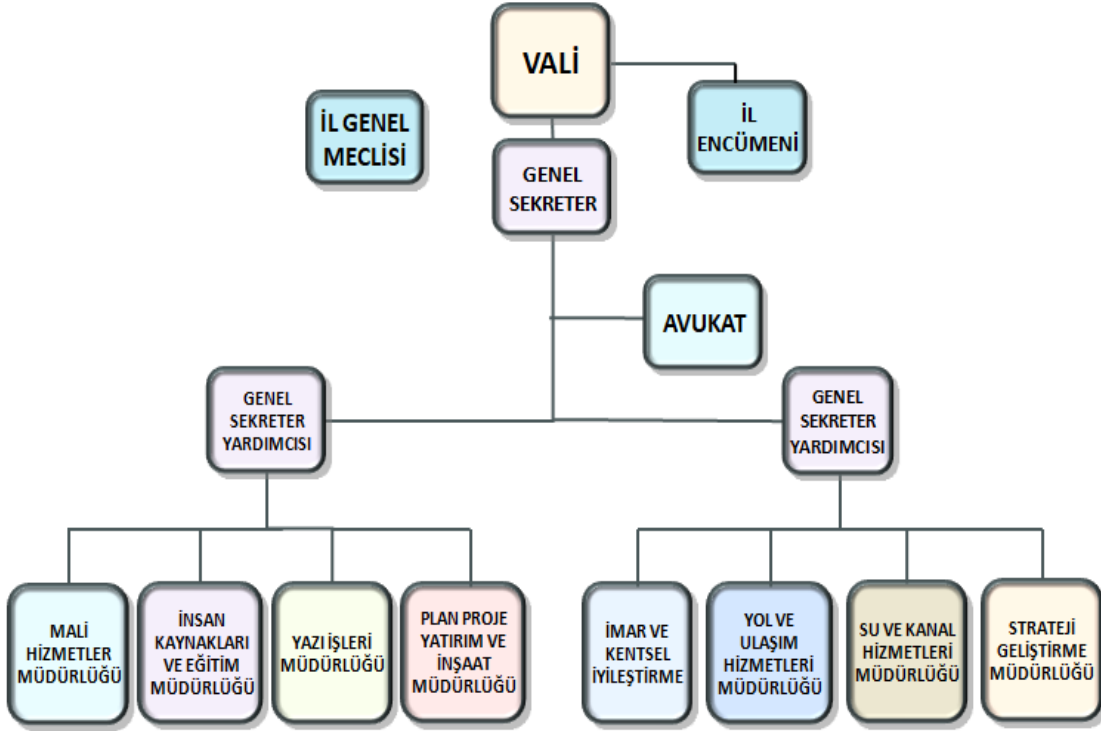 VALİ
İL GENEL
MECLİSİ
İL
ENCÜMENİ
GENEL
SEKRETER
AVUKAT
GENEL
SEKRETER
YARDIMCISI
GENEL
SEKRETER
YARDIMCISI
MALİ
HİZMETLER
MÜDÜRLÜĞÜ
İNSAN
KAYNAKLARI
VE EĞİTİM
MÜDÜRLÜĞÜ
YAZI İŞLERİ
MÜDÜRLÜĞÜ
PLAN PROJE
YATIRIM VE
İNŞAAT
MÜDÜRLÜĞÜ
İMAR VE
KENTSEL
İYİLEŞTİRME
YOL VE
ULAŞIM
HİZMETLERİ
MÜDÜRLÜĞÜ
SU VE KANAL
HİZMETLERİ
MÜDÜRLÜĞÜ
STRATEJİ
GELİŞTİRME
MÜDÜRLÜĞÜ